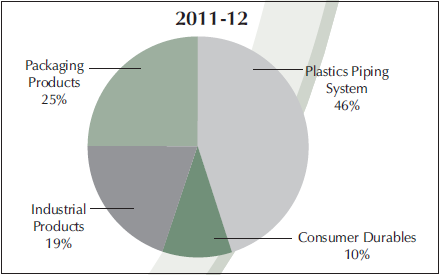 2011-12
Packaging
Products
25%
Plastics Piping
System
46%
Industrial
Products
19%
Consumer Durables
10%